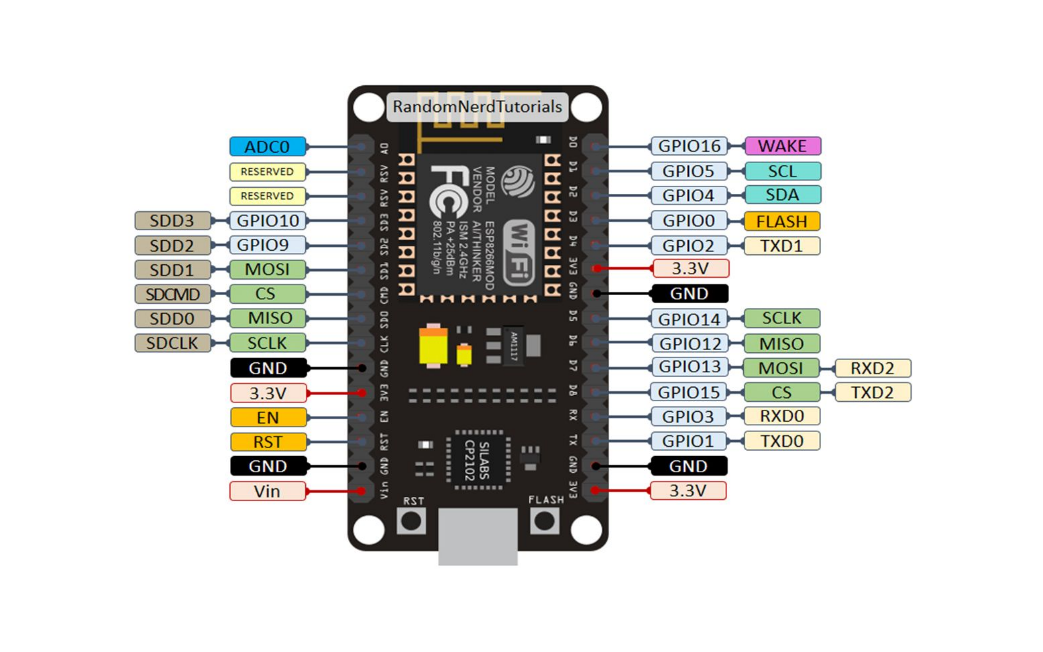 RandomNerdTutorials
ADC0 A0 D0 GPIO16 WAKE
RESERVED RSV D1 GPIO5 SCL
RESERVED RSV D2 GPIO4 SDA
SDD3 GPIO10 SD3 D3 GPIO0 FLASH
SDD2 GPIO9 SD2 D4 GPIO2 TXD1
SDD1 MOSI SD1 3V3 3.3V
SDCMD CS CMD GND GND
SDD0 MISO SDO D5 GPIO14 SCLK
SDCLK SCLK CLK D6 GPIO12 MISO
GND GND D7 GPIO13 MOSI RXD2
3.3V 3V3 D8 GPIO15 CS TXD2
EN EN RX GPIO3 RXD0
RST RST TX GPIO1 TXD0
GND GND GND GND
Vin Vin 3V3 3.3V
MODEL
VENDOR
FC
ESP8266MOD
AI/THINKER
ISM 2.4GHz
PA +25dBm
802.11b/g/n
Wi Fi
AM1117
SILABS
CP2102
RST
FLASH